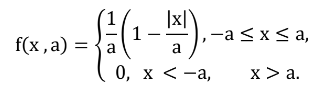 f(x ,a) = {1/a (1 − |x|/a), −a ≤ x ≤ a,
0, x < −a, x > a.